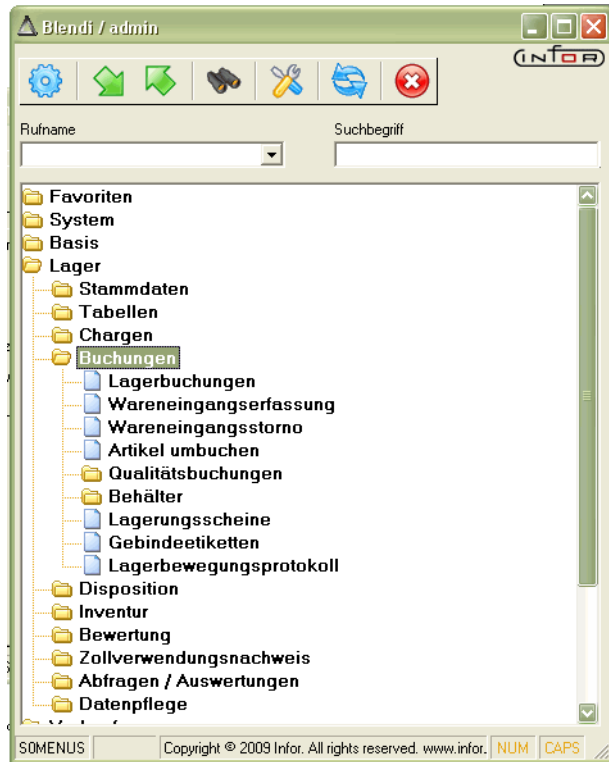 Blendi / admin
infor
Rufname
Suchbegriff
Favoriten
System
Basis
Lager
Stammdaten
Tabellen
Chargen
Buchungen
Lagerbuchungen
Wareneingangserfassung
Wareneingangsstorno
Artikel umbuchen
Qualitätsbuchungen
Behälter
Lagerungsscheine
Gebindeetiketten
Lagerbewegungsprotokoll
Disposition
Inventur
Bewertung
Zollverwendungsnachweis
Abfragen / Auswertungen
Datenpflege
SOMENUS
Copyright © 2009 Infor. All rights reserved. www.infor.
NUM
CAPS